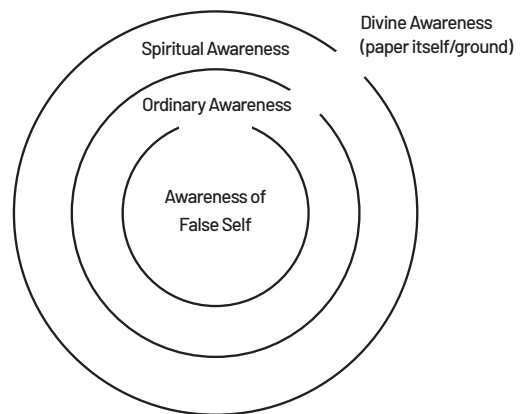 Divine Awareness
(paper itself/ground)
Spiritual Awareness
Ordinary Awareness
Awareness of
False Self